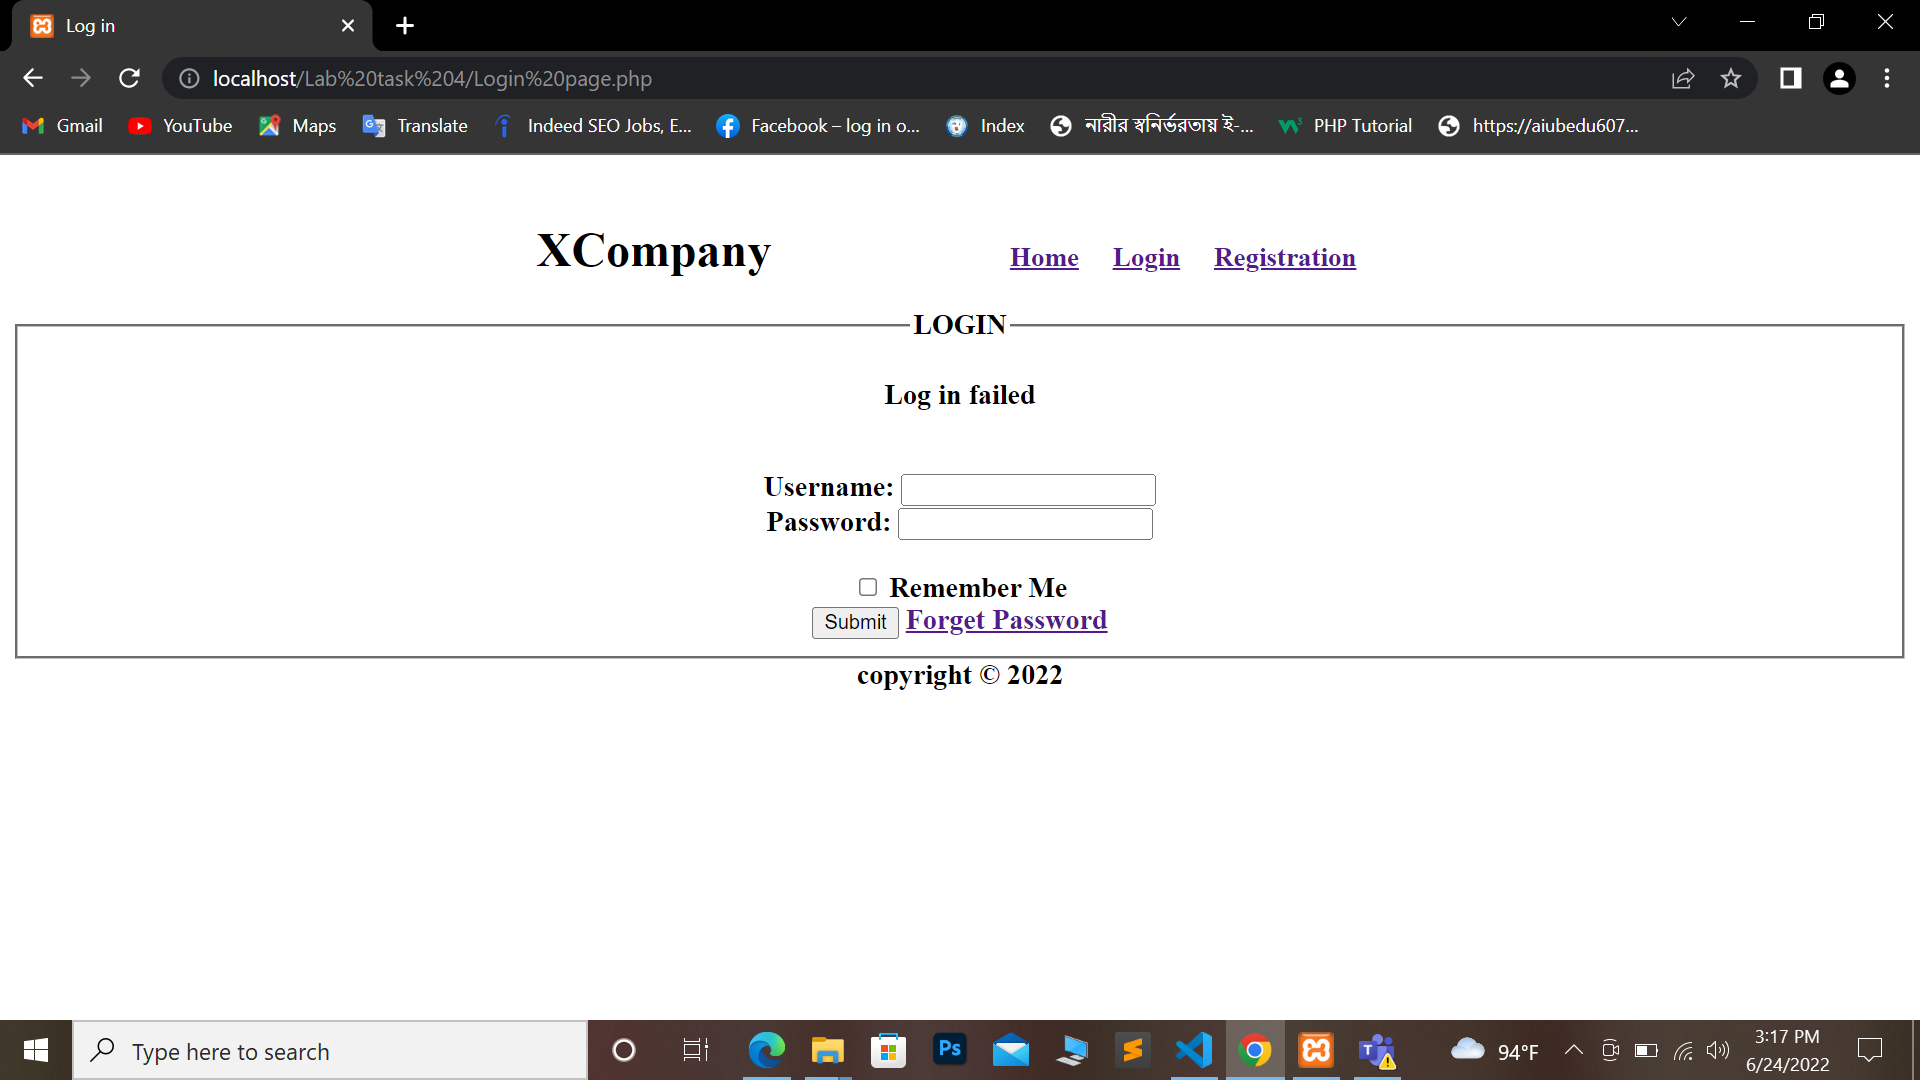 Log in
localhost/Lab%20task%204/Login%20page.php
Gmail YouTube Maps Translate Indeed SEO Jobs, E... Facebook – log in o... Index নারীর স্বনির্ভরতায় ই-... PHP Tutorial https://aiubedu607...
XCompany Home Login Registration
LOGIN
Log in failed
Username:
Password:
Remember Me
Submit Forget Password
copyright © 2022
Type here to search
Ps
94°F
3:17 PM
6/24/2022